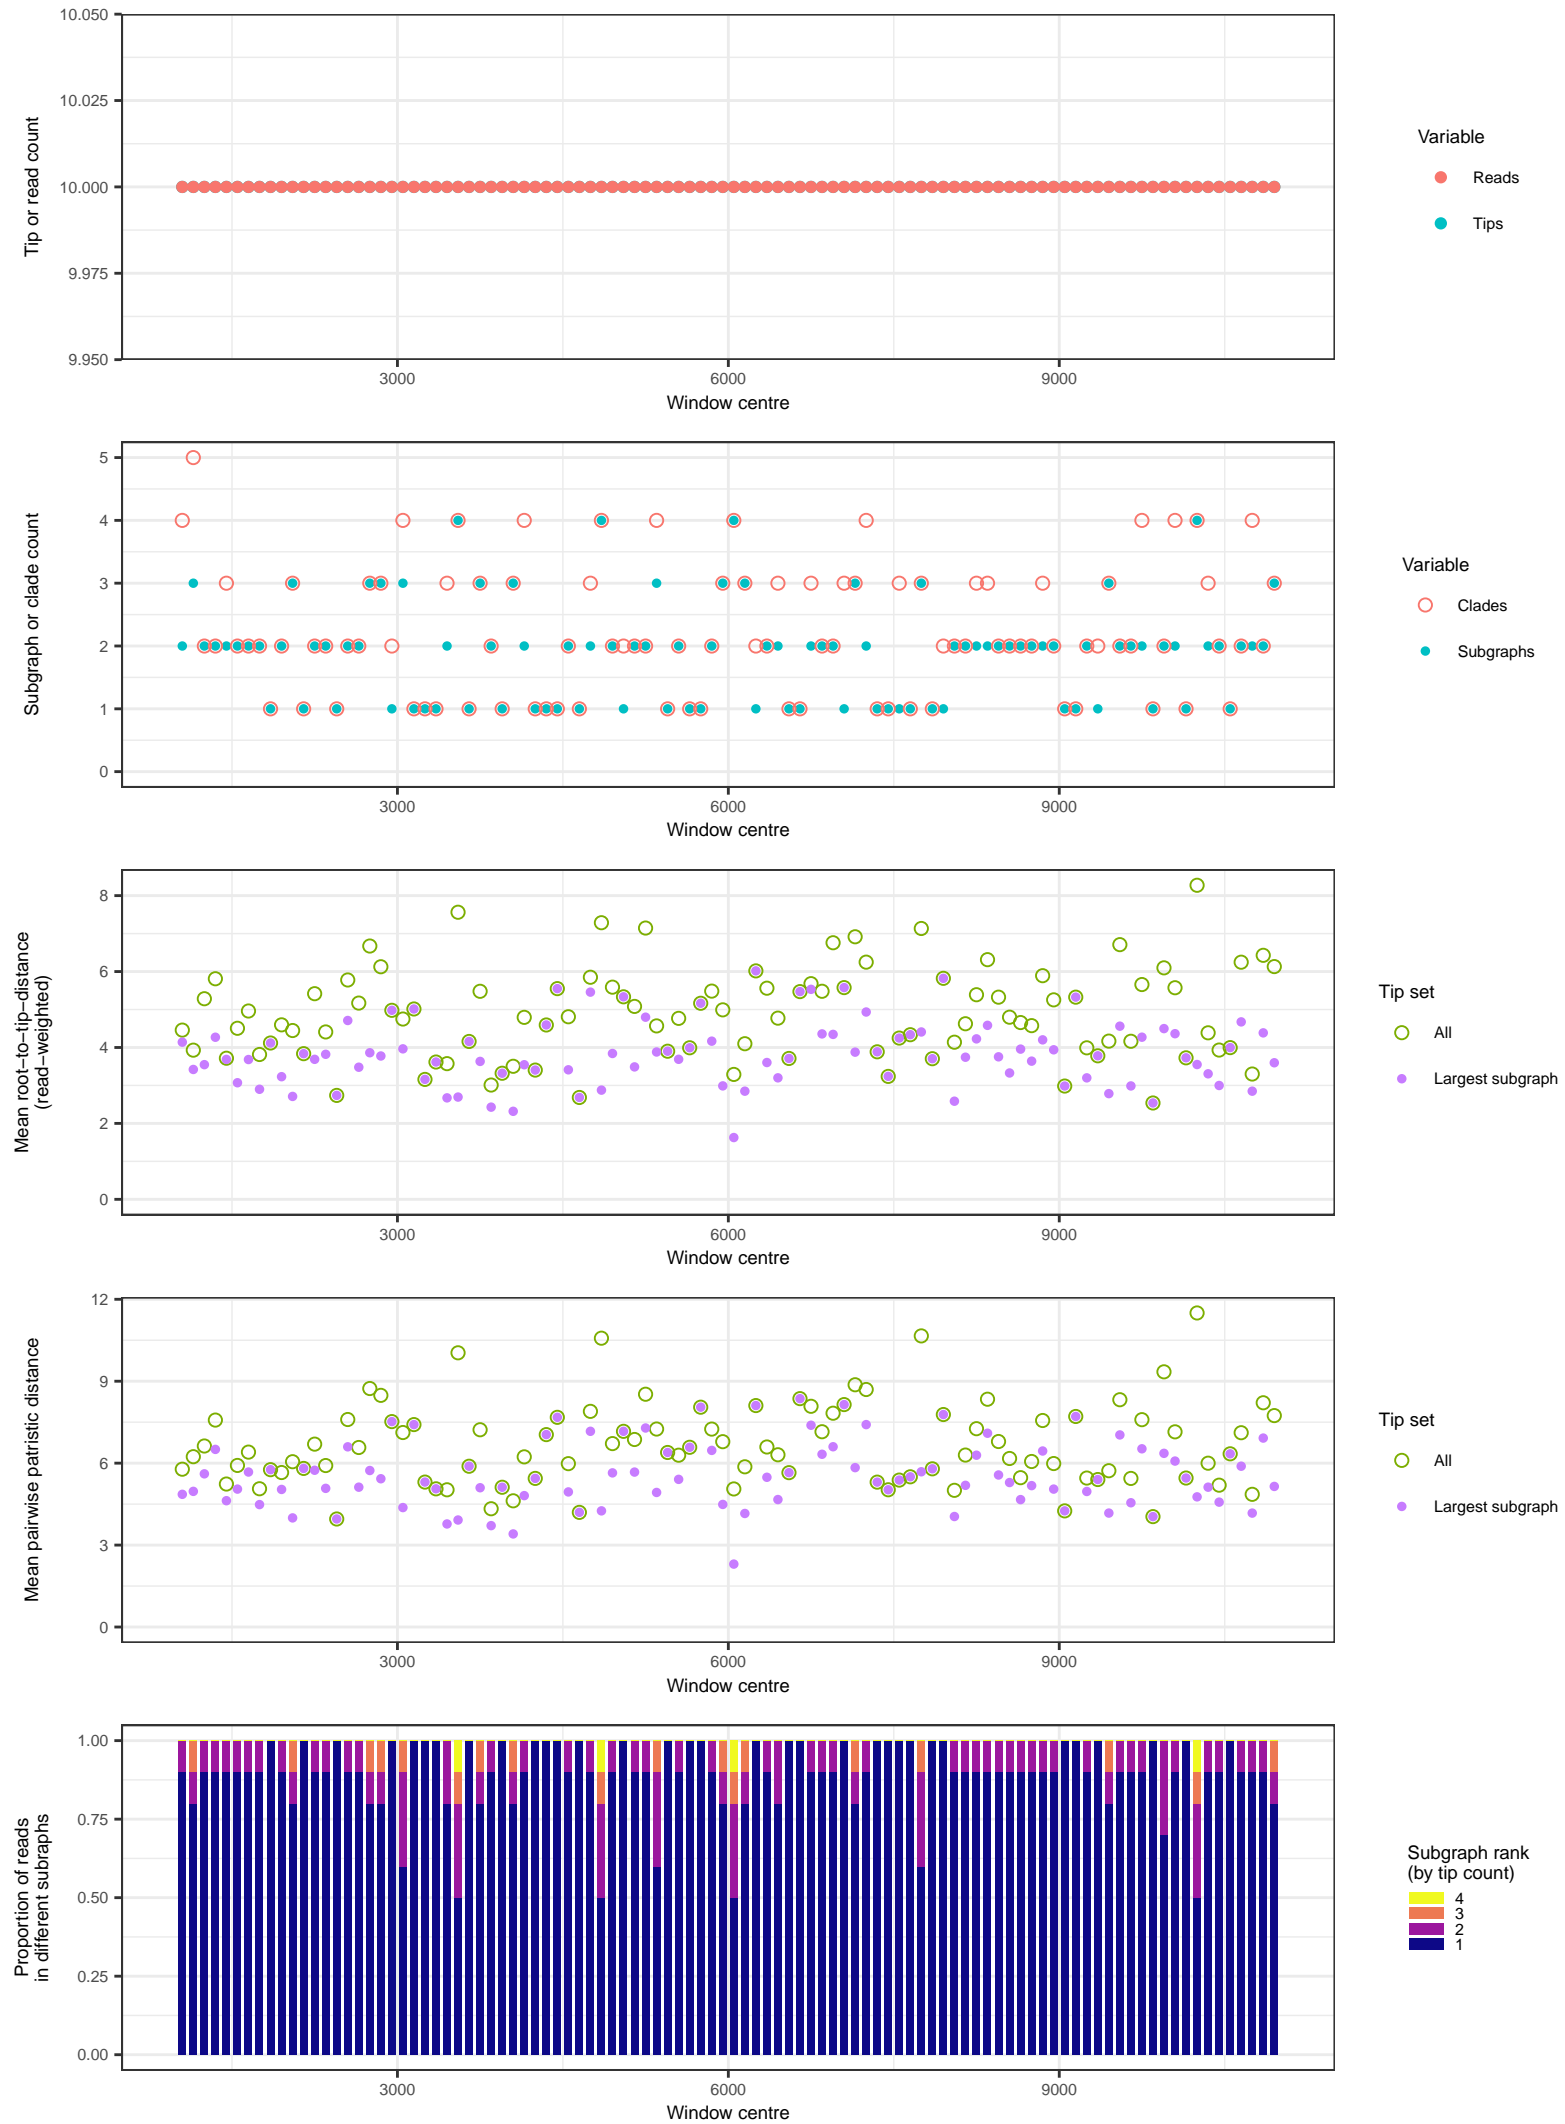 10.050
10.025
10.000
9.975
9.950
Tip or read count
3000 6000 9000
Window centre
Variable
Reads
Tips
5
4
3
2
1
0
Subgraph or clade count
3000 6000 9000
Window centre
Variable
Clades
Subgraphs
8
6
4
2
0
Mean root−to−tip−distance
(read−weighted)
3000 6000 9000
Window centre
Tip set
All
Largest subgraph
12
9
6
3
0
Mean pairwise patristic distance
3000 6000 9000
Window centre
Tip set
All
Largest subgraph
1.00
0.75
0.50
0.25
0.00
Proportion of reads
in different subraphs
3000 6000 9000
Window centre
Subgraph rank
(by tip count)
4
3
2
1